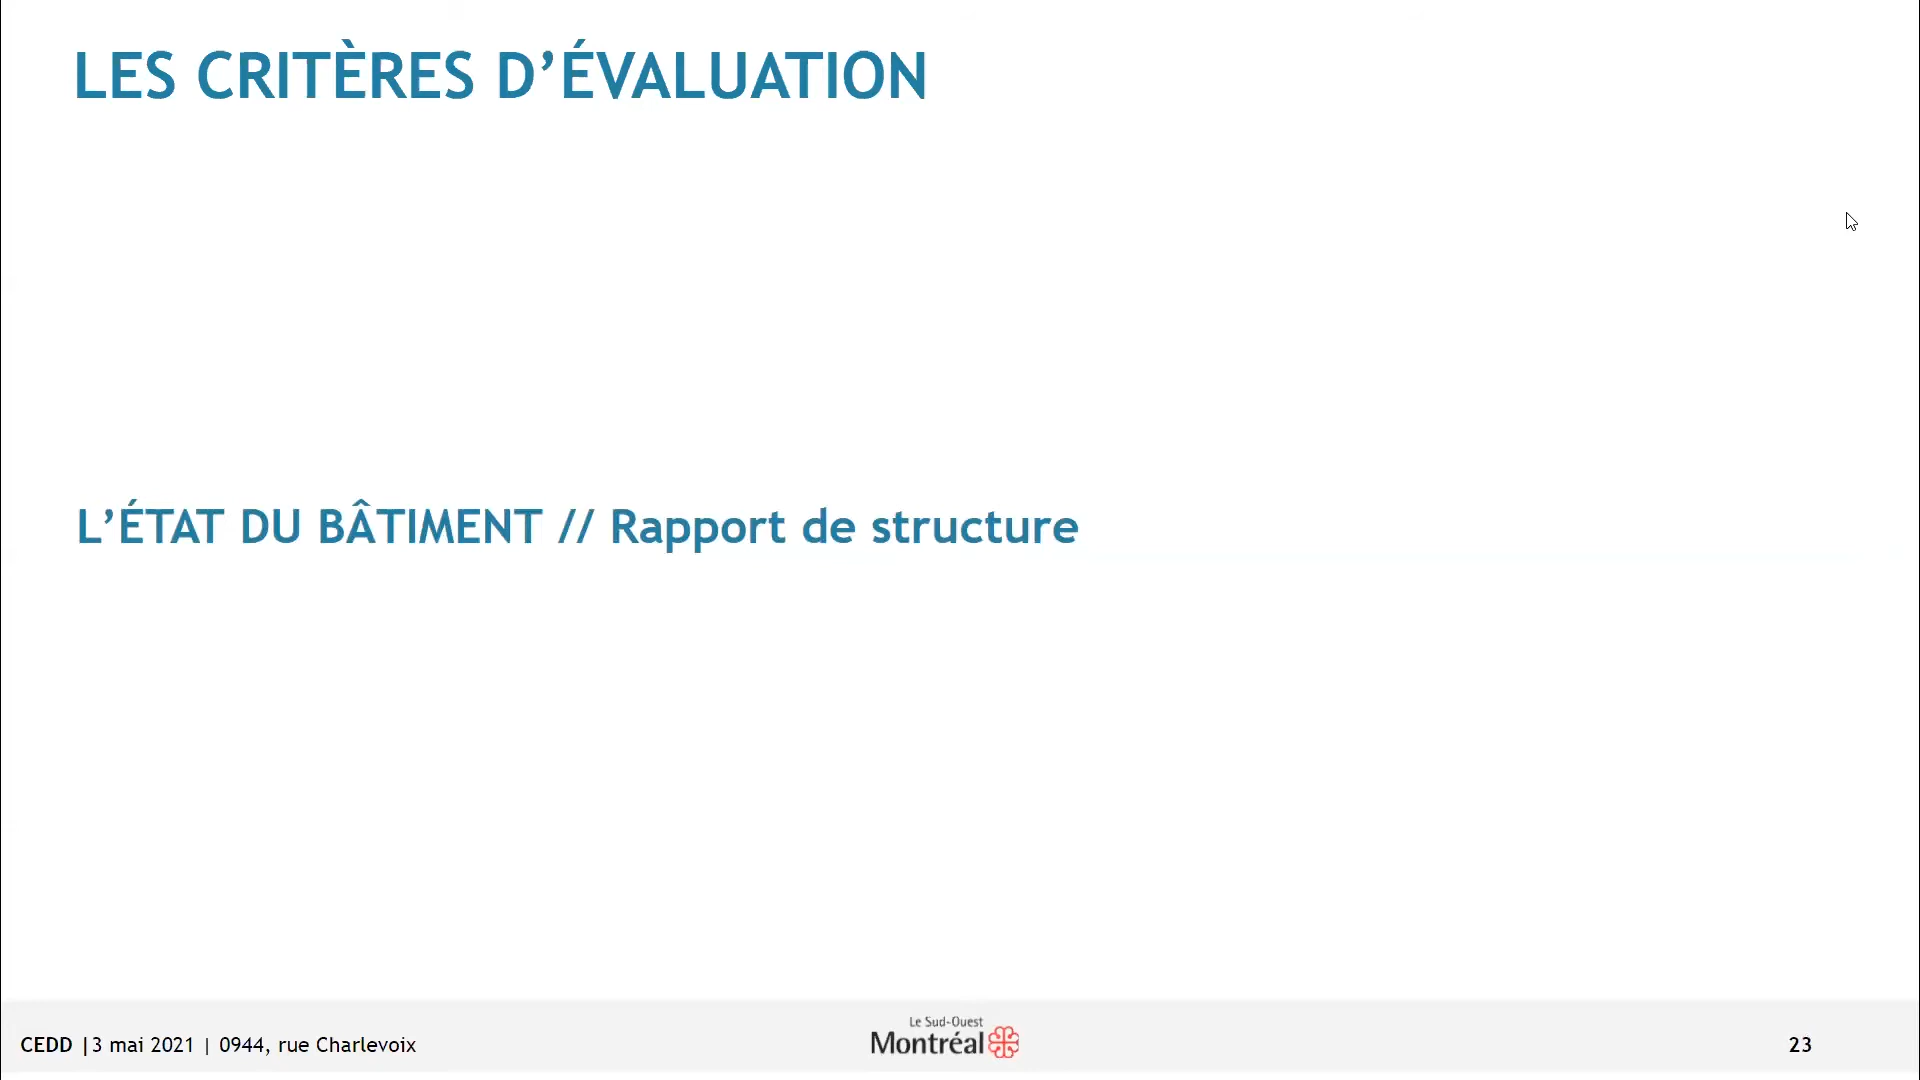 LES CRITÈRES D’ÉVALUATION
L’ÉTAT DU BÂTIMENT // Rapport de structure
CEDD |3 mai 2021 | 0944, rue Charlevoix
Le Sud-Ouest
Montréal
23